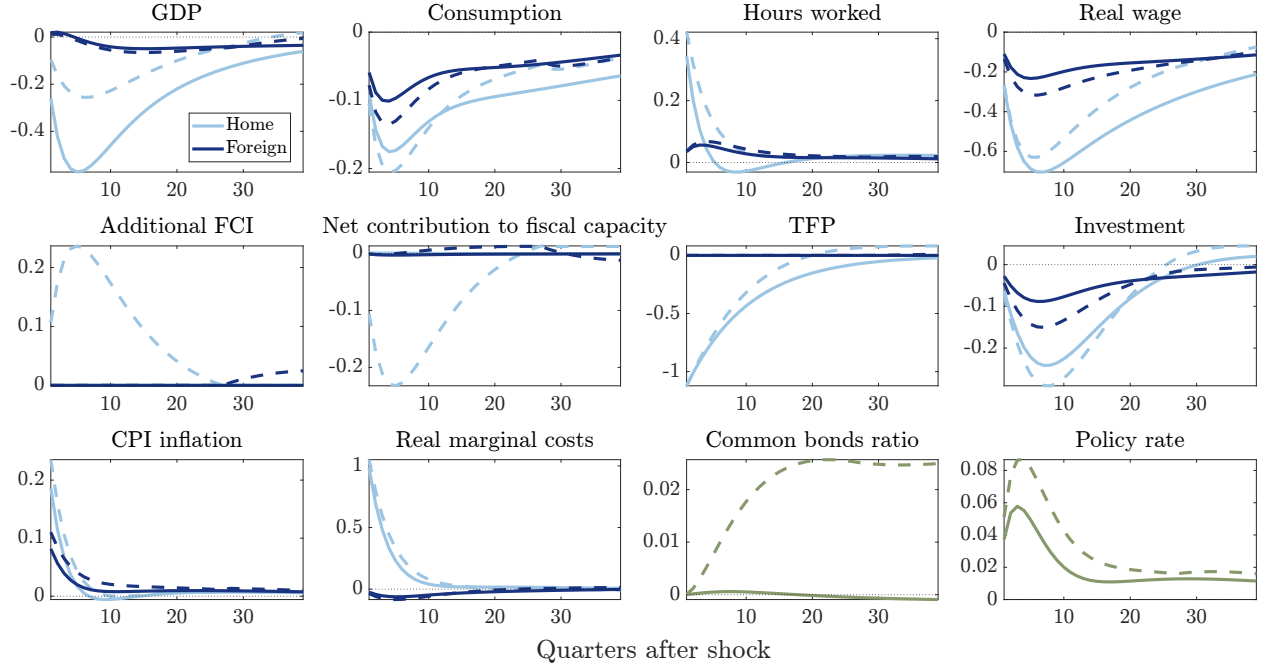 GDP
0
-0.2
-0.4
Home
Foreign
10 20 30
Consumption
0
-0.1
-0.2
10 20 30
Hours worked
0.4
0.2
0
10 20 30
Real wage
0
-0.2
-0.4
-0.6
10 20 30
Additional FCI
0.2
0.1
0
10 20 30
Net contribution to fiscal capacity
0
-0.1
-0.2
10 20 30
TFP
0
-0.5
-1
10 20 30
Investment
0
-0.1
-0.2
10 20 30
CPI inflation
0.2
0.1
0
10 20 30
Real marginal costs
1
0.5
0
10 20 30
Common bonds ratio
0.02
0.01
0
10 20 30
Policy rate
0.08
0.06
0.04
0.02
0
10 20 30
Quarters after shock